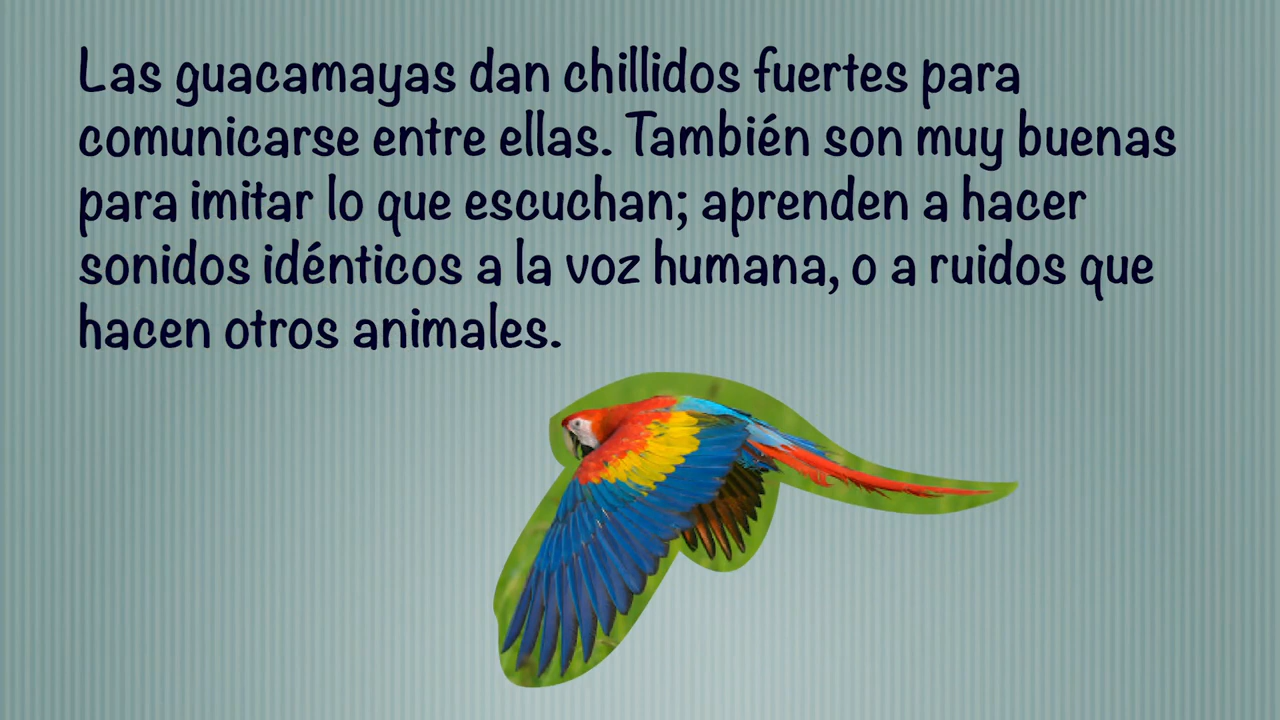 Las guacamayas dan chillidos fuertes para
comunicarse entre ellas. También son muy buenas
para imitar lo que escuchan; aprenden a hacer
sonidos idénticos a la voz humana, o a ruidos que
hacen otros animales.